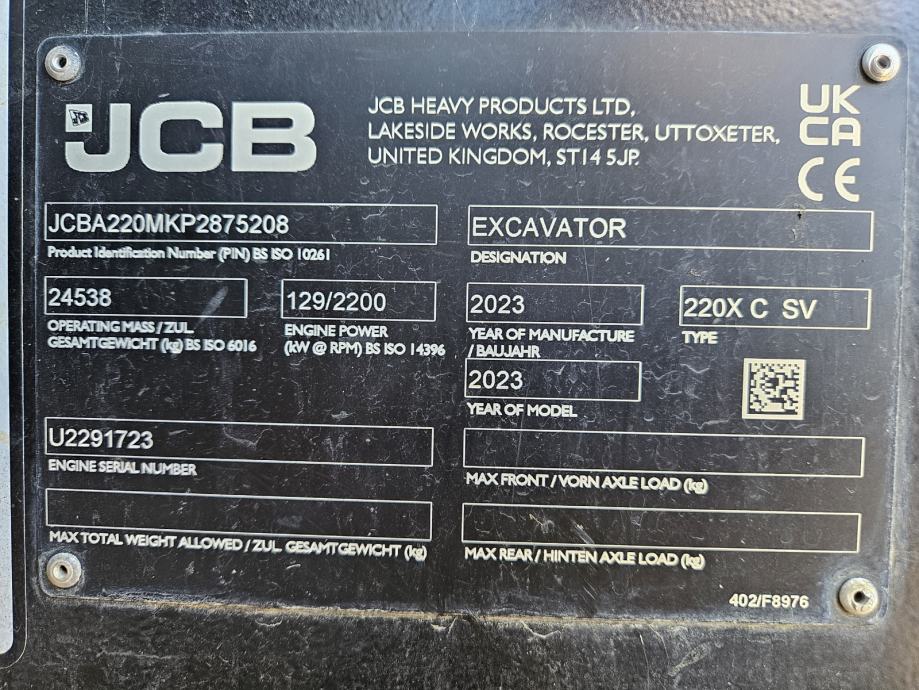 JCB
JCB HEAVY PRODUCTS LTD,
LAKESIDE WORKS, ROCESTER, UTTOXETER,
UNITED KINGDOM, ST14 5JP.
UK
CA
CE
JCBA220MKP2875208
Product Identification Number (PIN) BS ISO 10261
EXCAVATOR
DESIGNATION
24538
OPERATING MASS / ZUL.
GESAMTGEWICHT (kg) BS ISO 6016
129/2200
ENGINE POWER
(kW @ RPM) BS ISO 14396
2023
YEAR OF MANUFACTURE
/ BAUJAHR
220X C SV
TYPE
2023
YEAR OF MODEL
U2291723
ENGINE SERIAL NUMBER
MAX FRONT / VORN AXLE LOAD (kg)
MAX TOTAL WEIGHT ALLOWED / ZUL. GESAMTGEWICHT (kg)
MAX REAR / HINTEN AXLE LOAD (kg)
402/F8976